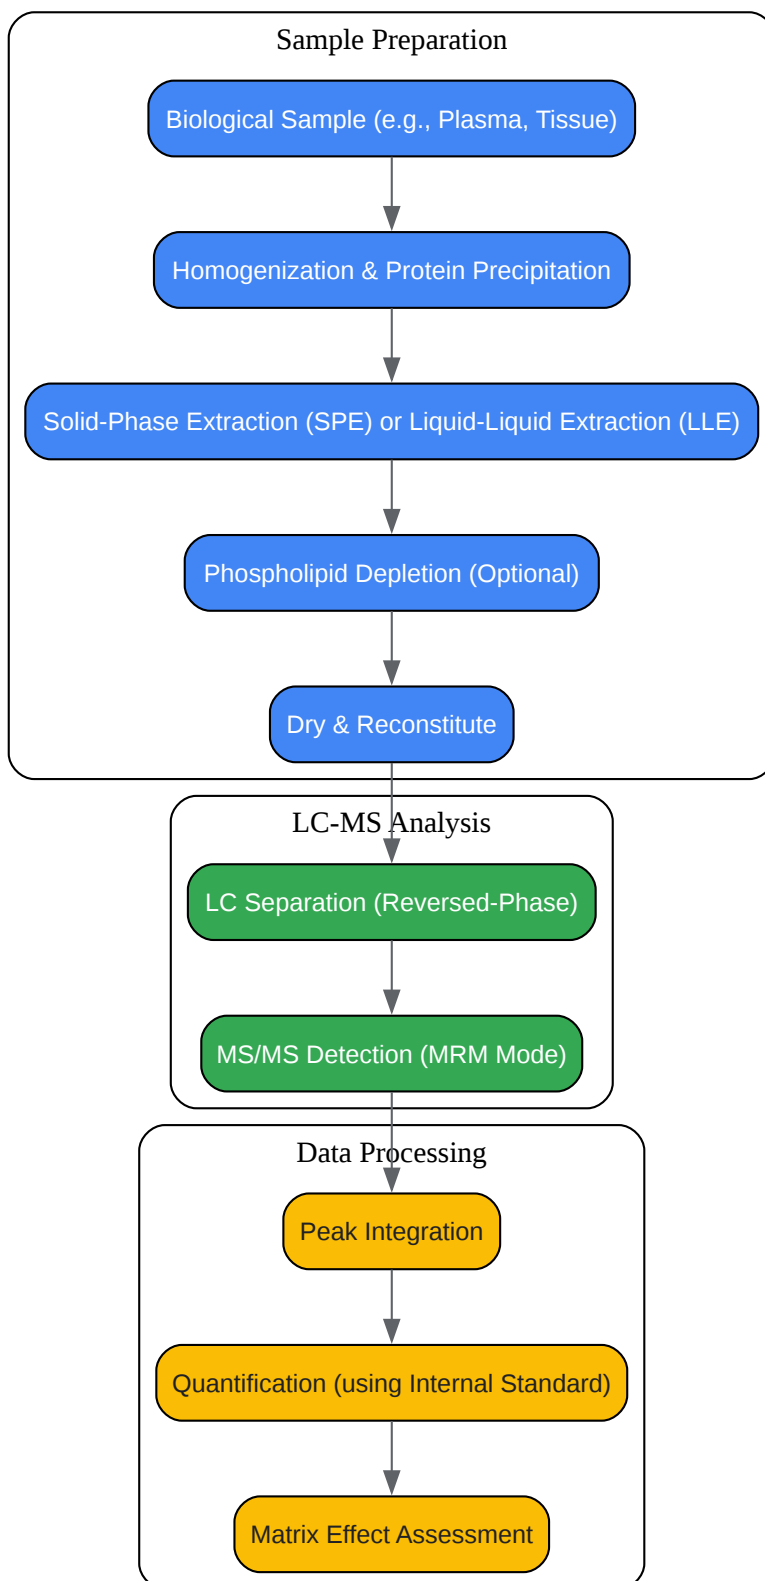 Sample Preparation
Biological Sample (e.g., Plasma, Tissue)
Homogenization & Protein Precipitation
Solid-Phase Extraction (SPE) or Liquid-Liquid Extraction (LLE)
Phospholipid Depletion (Optional)
Dry & Reconstitute
LC-MS Analysis
LC Separation (Reversed-Phase)
MS/MS Detection (MRM Mode)
Data Processing
Peak Integration
Quantification (using Internal Standard)
Matrix Effect Assessment